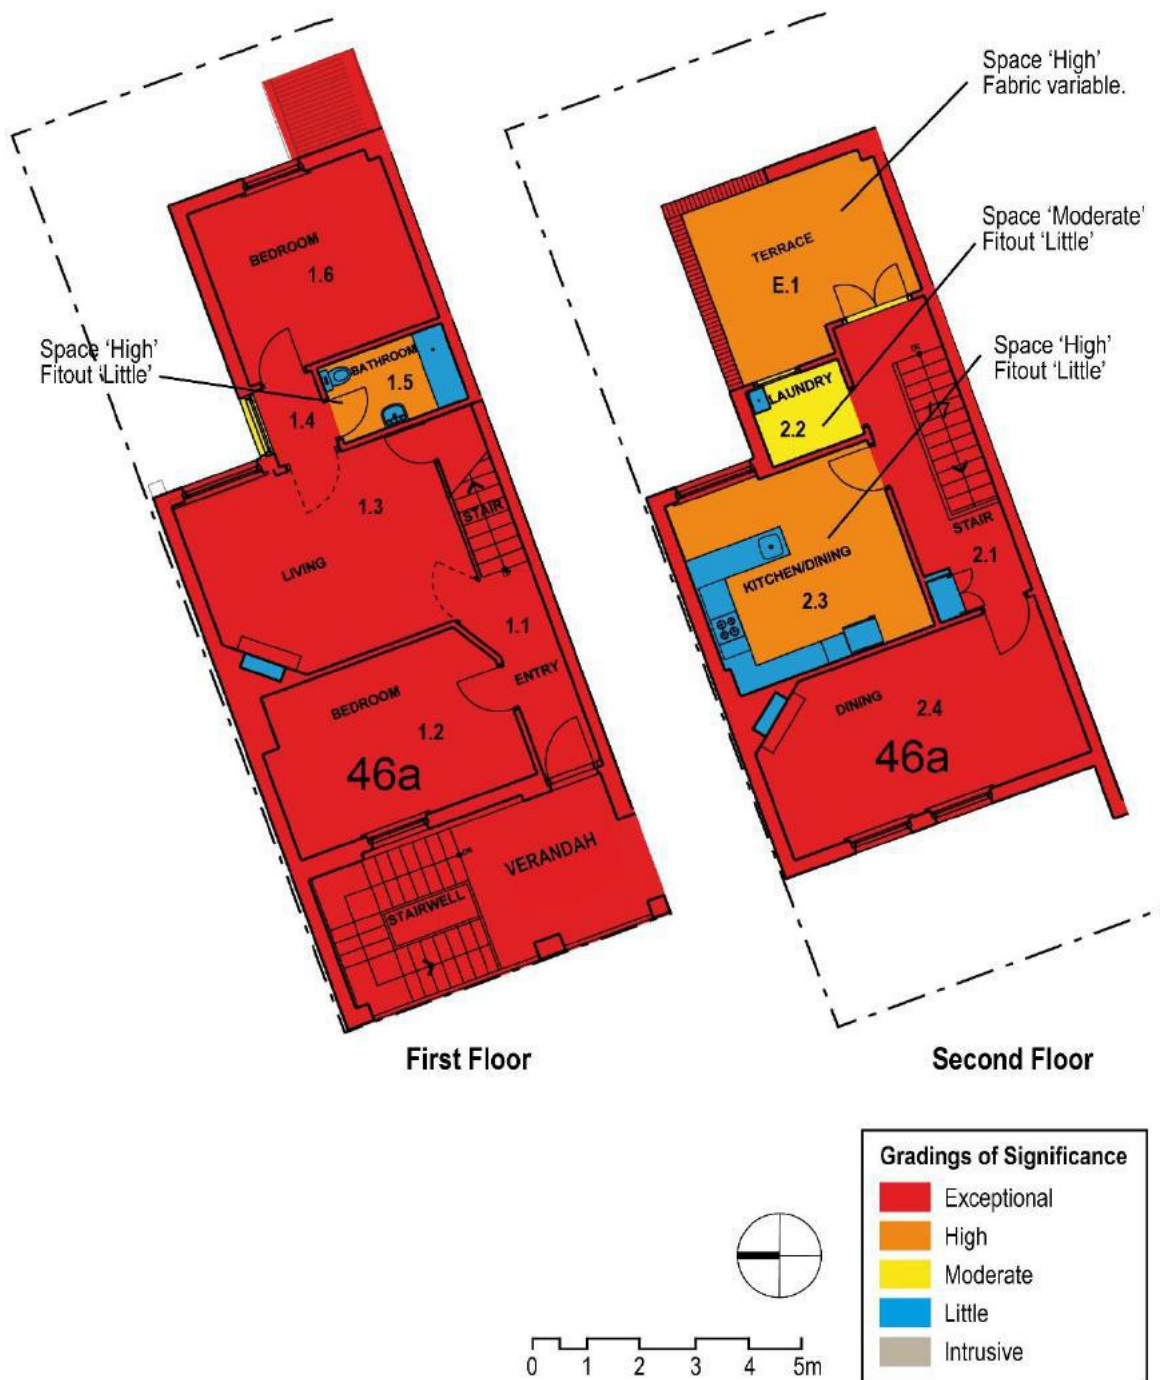 Space ‘High’
Fabric variable.
Space ‘Moderate’
Fitout ‘Little’
Space ‘High’
Fitout ‘Little’
Space ‘High’
Fitout ‘Little’
BEDROOM
1.6
BATHROOM
1.5
1.4
1.3
STAIR
LIVING
1.1
ENTRY
BEDROOM
1.2
46a
VERANDAH
STAIRWELL
TERRACE
E.1
LAUNDRY
2.2
1.7
STAIR
2.1
KITCHEN/DINING
2.3
DINING
2.4
46a
First Floor
Second Floor
Gradings of Significance
Exceptional
High
Moderate
Little
Intrusive
0 1 2 3 4 5m